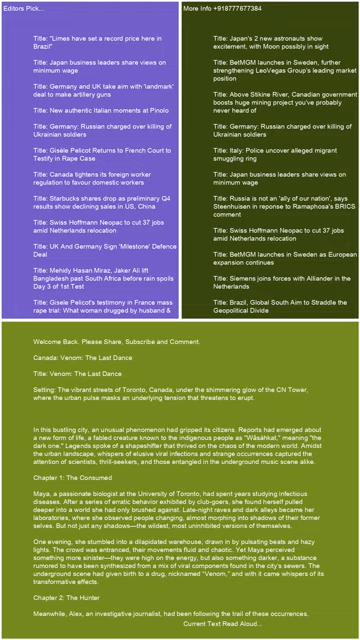 Editors Pick...
Title: "Limes have set a record price here in
Brazil"
Title: Japan business leaders share views on
minimum wage
Title: Germany and UK take aim with 'landmark'
deal to make artillery guns
Title: New authentic Italian moments at Pinolo
Title: Germany: Russian charged over killing of
Ukrainian soldiers
Title: Gisèle Pelicot Returns to French Court to
Testify in Rape Case
Title: Canada tightens its foreign worker
regulation to favour domestic workers
Title: Starbucks shares drop as preliminary Q4
results show declining sales in US, China
Title: Swiss Hoffmann Neopac to cut 37 jobs
amid Netherlands relocation
Title: UK And Germany Sign 'Milestone' Defence
Deal
Title: Mehidy Hasan Miraz, Jaker Ali lift
Bangladesh past South Africa before rain spoils
Day 3 of 1st Test
Title: Gisele Pelicot's testimony in France mass
rape trial: What woman drugged by husband &
More Info +918777677384
Title: Japan's 2 new astronauts show
excitement, with Moon possibly in sight
Title: BetMGM launches in Sweden, further
strengthening LeoVegas Group's leading market
position
Title: Above Stikine River, Canadian government
boosts huge mining project you've probably
never heard of
Title: Germany: Russian charged over killing of
Ukrainian soldiers
Title: Italy: Police uncover alleged migrant
smuggling ring
Title: Japan business leaders share views on
minimum wage
Title: Russia is not an 'ally of our nation', says
Steenhuisen in reponse to Ramaphosa's BRICS
comment
Title: Swiss Hoffmann Neopac to cut 37 jobs
amid Netherlands relocation
Title: BetMGM launches in Sweden as European
expansion continues
Title: Siemens joins forces with Alliander in the
Netherlands
Title: Brazil, Global South Aim to Straddle the
Geopolitical Divide
Welcome Back. Please Share, Subscribe and Comment.
Canada: Venom: The Last Dance
Title: Venom: The Last Dance
Setting: The vibrant streets of Toronto, Canada, under the shimmering glow of the CN Tower,
where the urban pulse masks an underlying tension that threatens to erupt.
In this bustling city, an unusual phenomenon had gripped its citizens. Reports had emerged about
a new form of life, a fabled creature known to the indigenous people as "Wâsâhkat," meaning "the
dark one." Legends spoke of a shapeshifter that thrived on the chaos of the modern world. Amidst
the urban landscape, whispers of elusive viral infections and strange occurrences captured the
attention of scientists, thrill-seekers, and those entangled in the underground music scene alike.
Chapter 1: The Consumed
Maya, a passionate biologist at the University of Toronto, had spent years studying infectious
diseases. After a series of erratic behavior exhibited by club-goers, she found herself pulled
deeper into a world she had only brushed against. Late-night raves and dark alleys became her
laboratories, where she observed people changing, almost morphing into shadows of their former
selves. But not just any shadows—the wildest, most uninhibited versions of themselves.
One evening, she stumbled into a dilapidated warehouse, drawn in by pulsating beats and hazy
lights. The crowd was entranced, their movements fluid and chaotic. Yet Maya perceived
something more sinister—they were high on the energy, but also something darker, a substance
rumored to have been synthesized from a mix of viral components found in the city's sewers. The
underground scene had given birth to a drug, nicknamed "Venom," and with it came whispers of its
transformative effects.
Chapter 2: The Hunter
Meanwhile, Alex, an investigative journalist, had been following the trail of these occurrences.
Current Text Read Aloud...